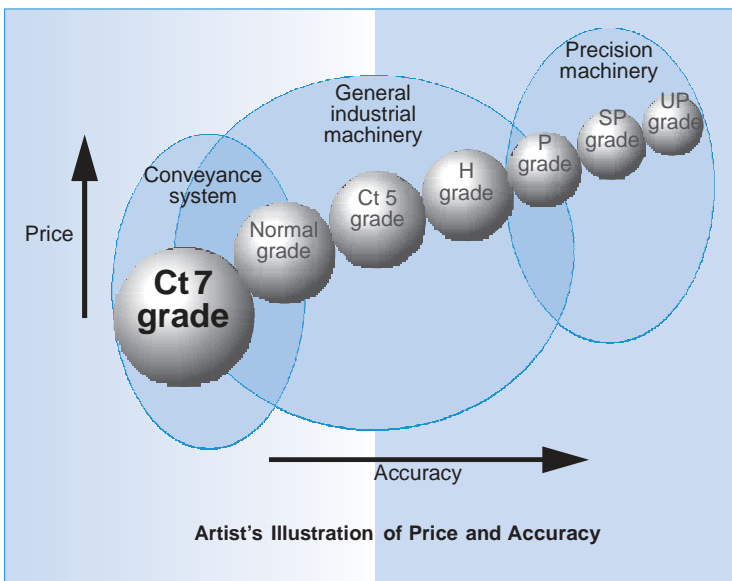 Precision
machinery
General
industrial
machinery
UP
grade
SP
grade
P
grade
H
grade
Ct 5
grade
Conveyance
system
Normal
grade
Price
Ct 7
grade
Accuracy
Artist's Illustration of Price and Accuracy